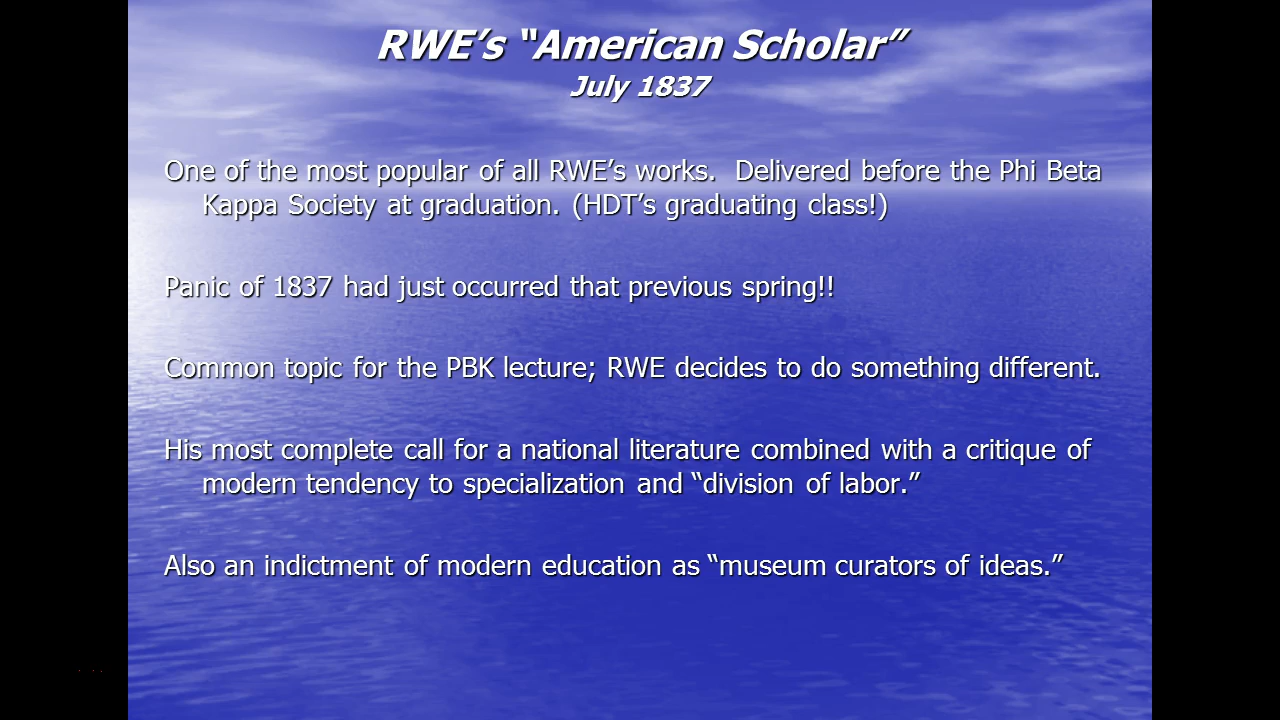 RWE’s “American Scholar”
July 1837
One of the most popular of all RWE’s works.  Delivered before the Phi Beta
Kappa Society at graduation. (HDT’s graduating class!)
Panic of 1837 had just occurred that previous spring!!
Common topic for the PBK lecture; RWE decides to do something different.
His most complete call for a national literature combined with a critique of
modern tendency to specialization and “division of labor.”
Also an indictment of modern education as “museum curators of ideas.”